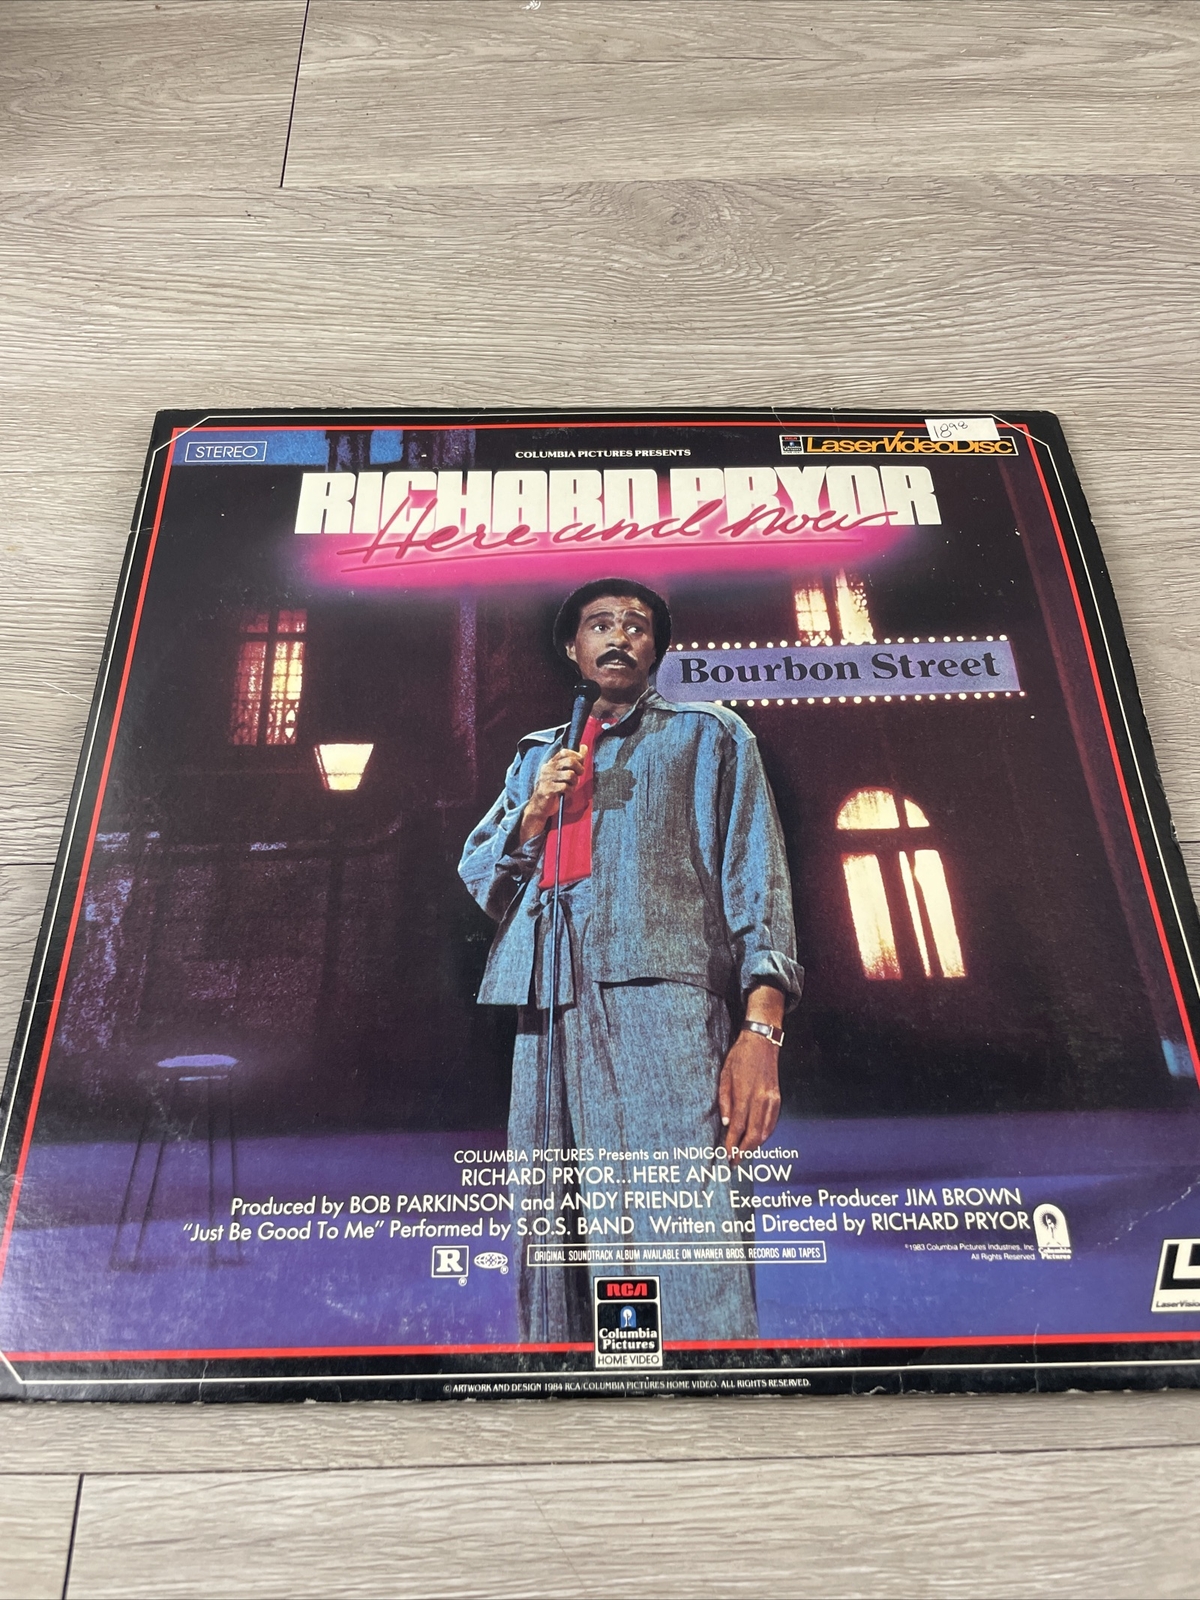 STEREO
COLUMBIA PICTURES PRESENTS
LaserVideoDisc
1898
RICHARD PRYOR
Here and Now
Bourbon Street
COLUMBIA PICTURES Presents an INDIGO Production
RICHARD PRYOR...HERE AND NOW
Produced by BOB PARKINSON and ANDY FRIENDLY Executive Producer JIM BROWN
“Just Be Good To Me” Performed by S.O.S. BAND Written and Directed by RICHARD PRYOR
©1983 Columbia Pictures Industries, Inc.
All Rights Reserved.
Columbia
Pictures
R
ORIGINAL SOUNDTRACK ALBUM AVAILABLE ON WARNER BROS. RECORDS AND TAPES
RCA
Columbia
Pictures
HOME VIDEO
© ARTWORK AND DESIGN 1984 RCA/COLUMBIA PICTURES HOME VIDEO. ALL RIGHTS RESERVED.